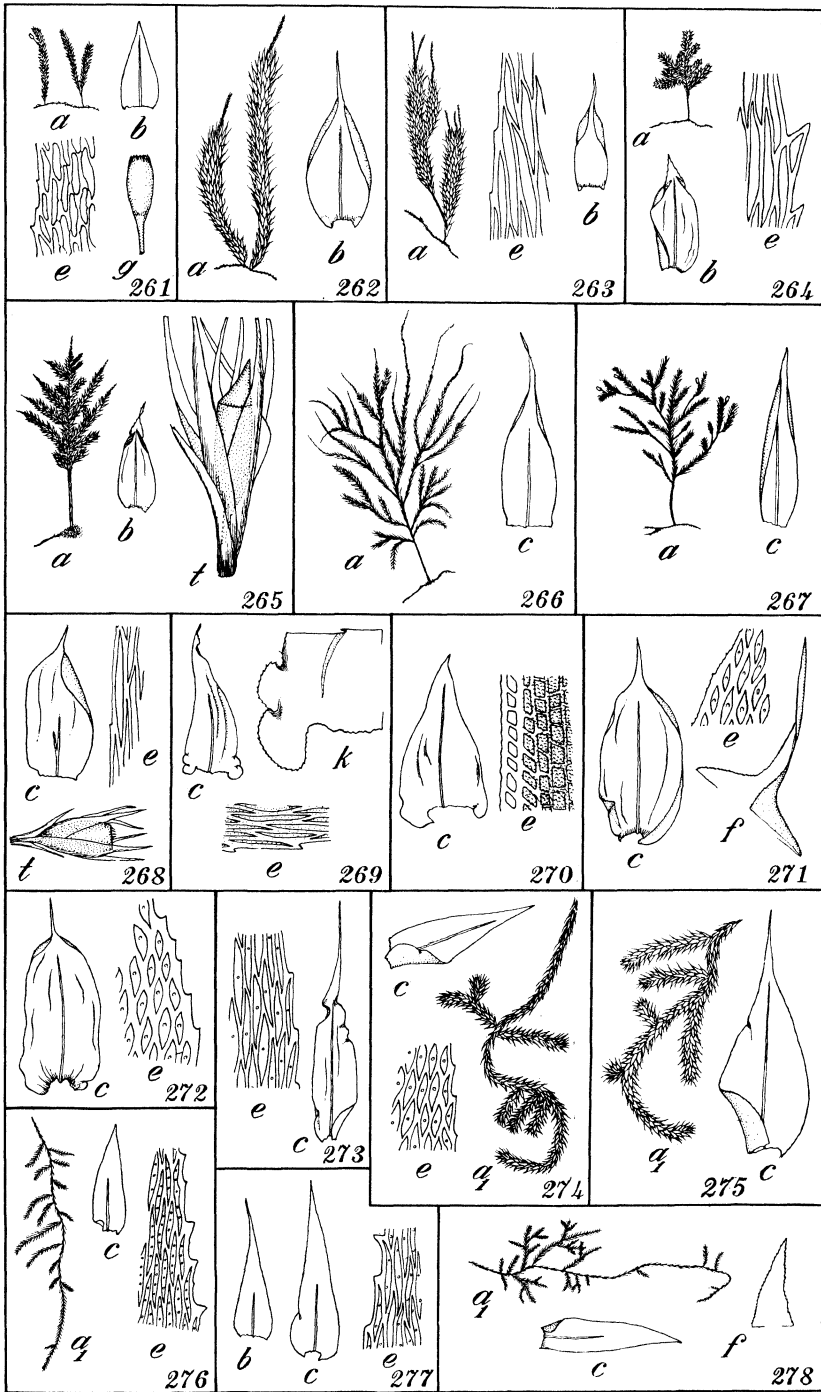 a b
e g 261
a b 262
a e b 263
a b e 264
a b t 265
a c 266
a c 267
c e
t 268
c k
e 269
c e 270
c e f 271
c e 272
e c 273
c
e a1 274
a1 c 275
a1 c e 276
b c e 277
a1 c f 278